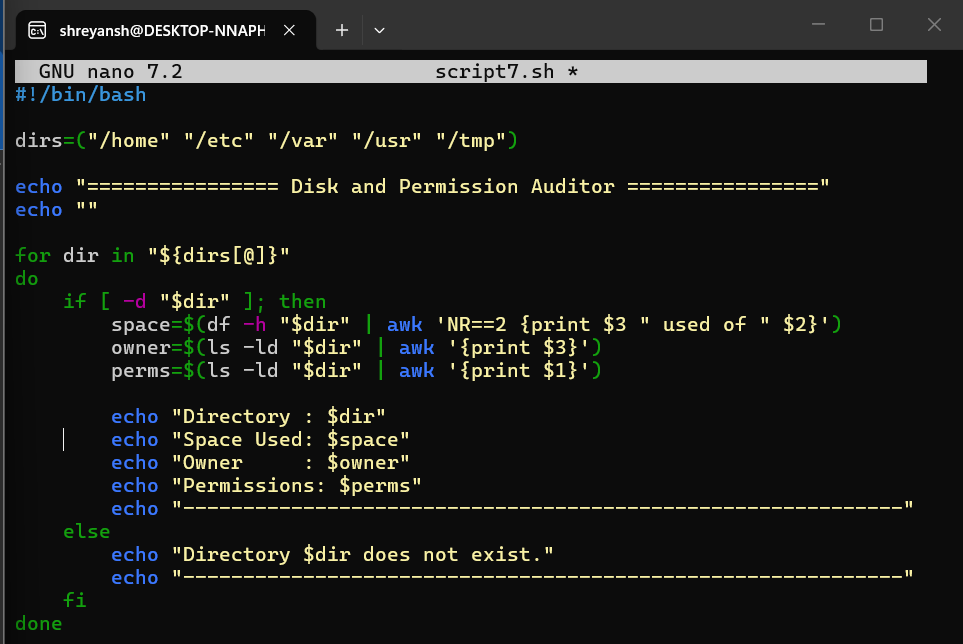 shreyansh@DESKTOP-NNAPH
GNU nano 7.2 script7.sh *
#!/bin/bash

dirs=("/home" "/etc" "/var" "/usr" "/tmp")

echo "================ Disk and Permission Auditor ================"
echo ""

for dir in "${dirs[@]}"
do
    if [ -d "$dir" ]; then
        space=$(df -h "$dir" | awk 'NR==2 {print $3 " used of " $2}')
        owner=$(ls -ld "$dir" | awk '{print $3}')
        perms=$(ls -ld "$dir" | awk '{print $1}')

        echo "Directory : $dir"
        echo "Space Used: $space"
        echo "Owner     : $owner"
        echo "Permissions: $perms"
        echo "------------------------------------------------------------"
    else
        echo "Directory $dir does not exist."
        echo "------------------------------------------------------------"
    fi
done